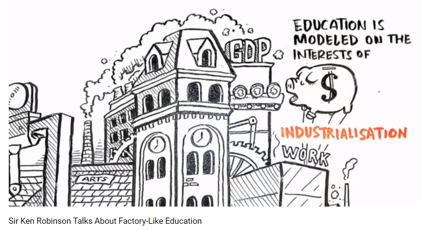 EDUCATION IS
MODELED ON THE
INTERESTS OF
GDP
$
INDUSTRIALISATION
WORK
ARTS
Sir Ken Robinson Talks About Factory-Like Education